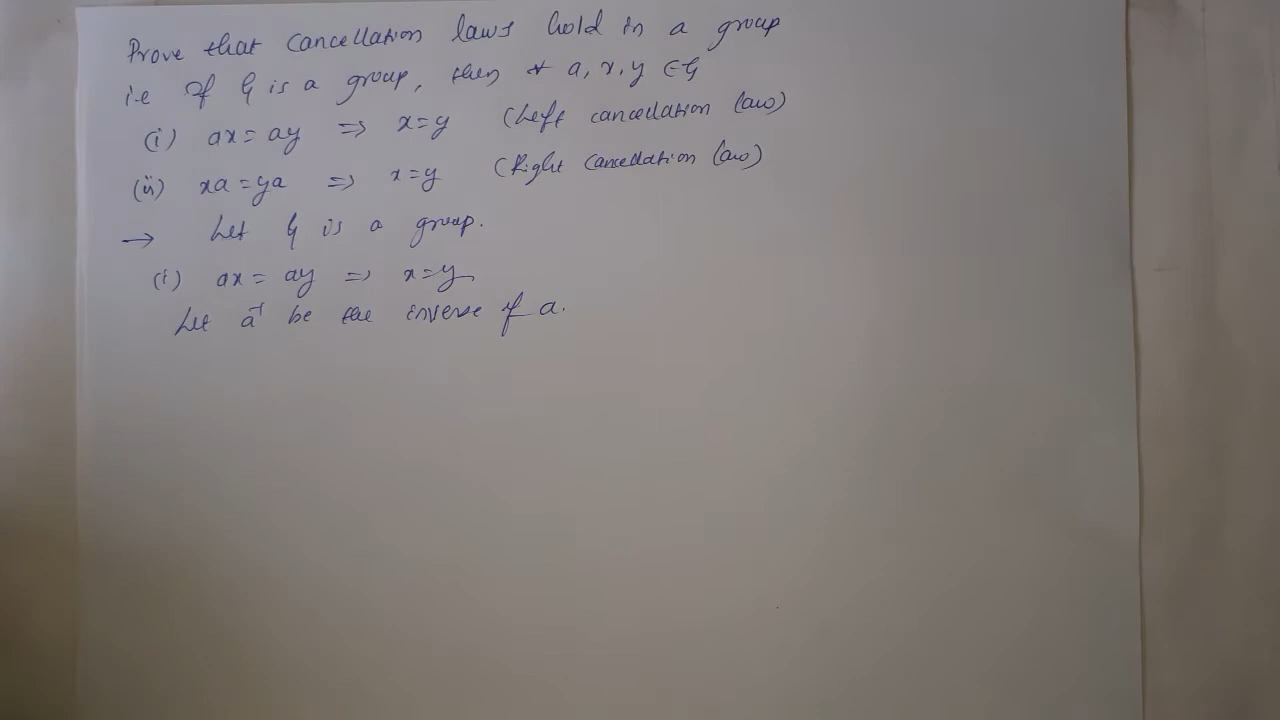 Prove that cancellation laws hold in a group
i.e If G is a group, then ∀ a, x, y ∈ G
(i) ax = ay ⇒ x=y (Left cancellation law)
(ii) xa = ya ⇒ x=y (Right cancellation law)
→ Let G is a group.
(i) ax = ay ⇒ x=y
Let a⁻¹ be the inverse of a.